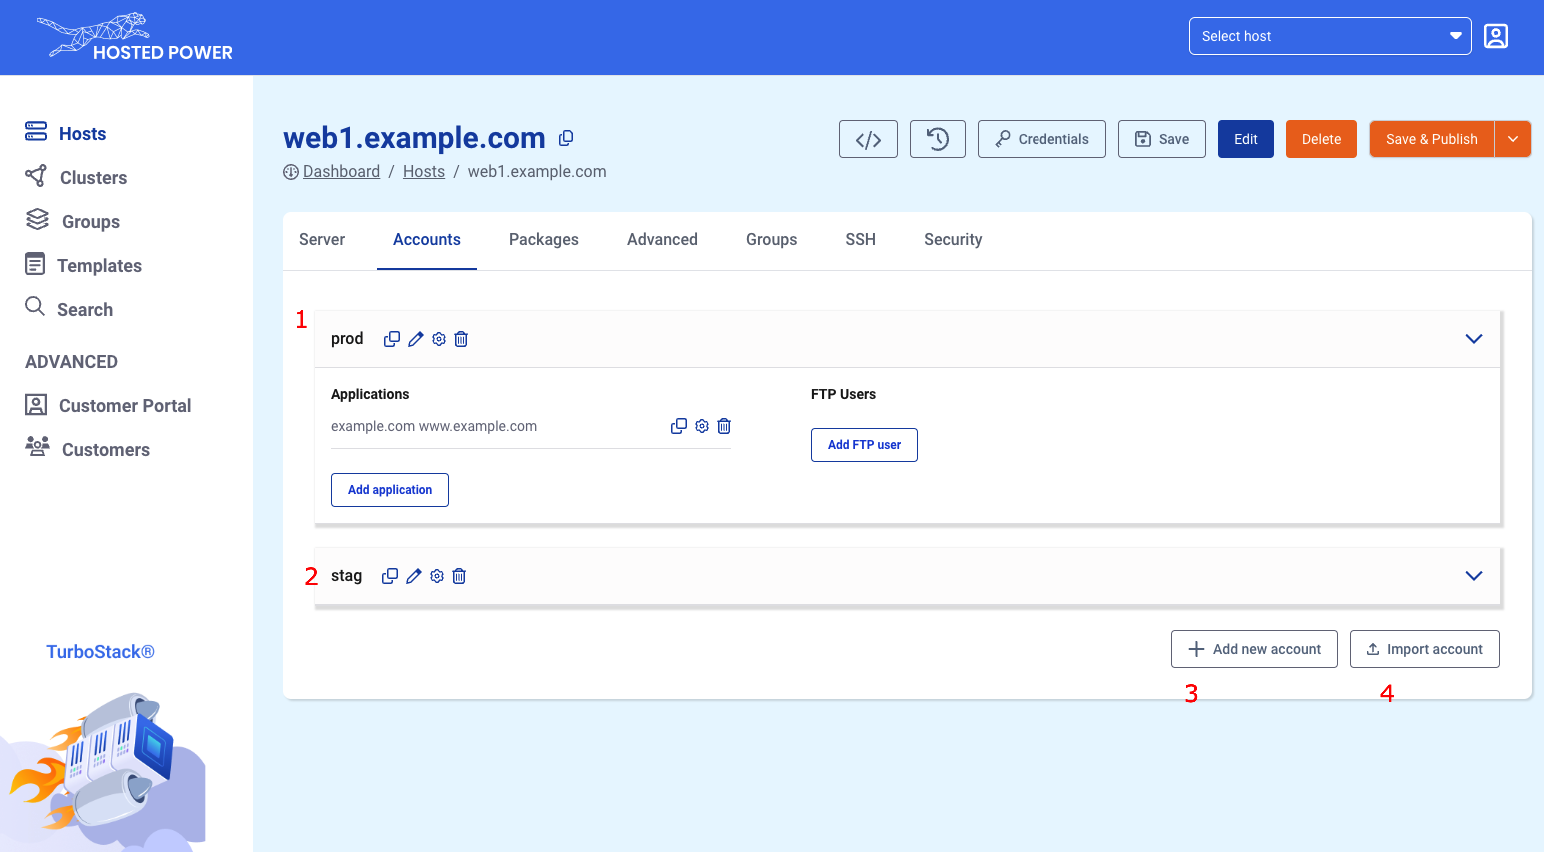 HOSTED POWER
Select host
Hosts
Clusters
Groups
Templates
Search
ADVANCED
Customer Portal
Customers
TurboStack®
web1.example.com
Credentials
Save
Edit
Delete
Save & Publish
Dashboard / Hosts / web1.example.com
Server Accounts Packages Advanced Groups SSH Security
1
prod
Applications
example.com www.example.com
Add application
FTP Users
Add FTP user
2
stag
Add new account
Import account
3
4